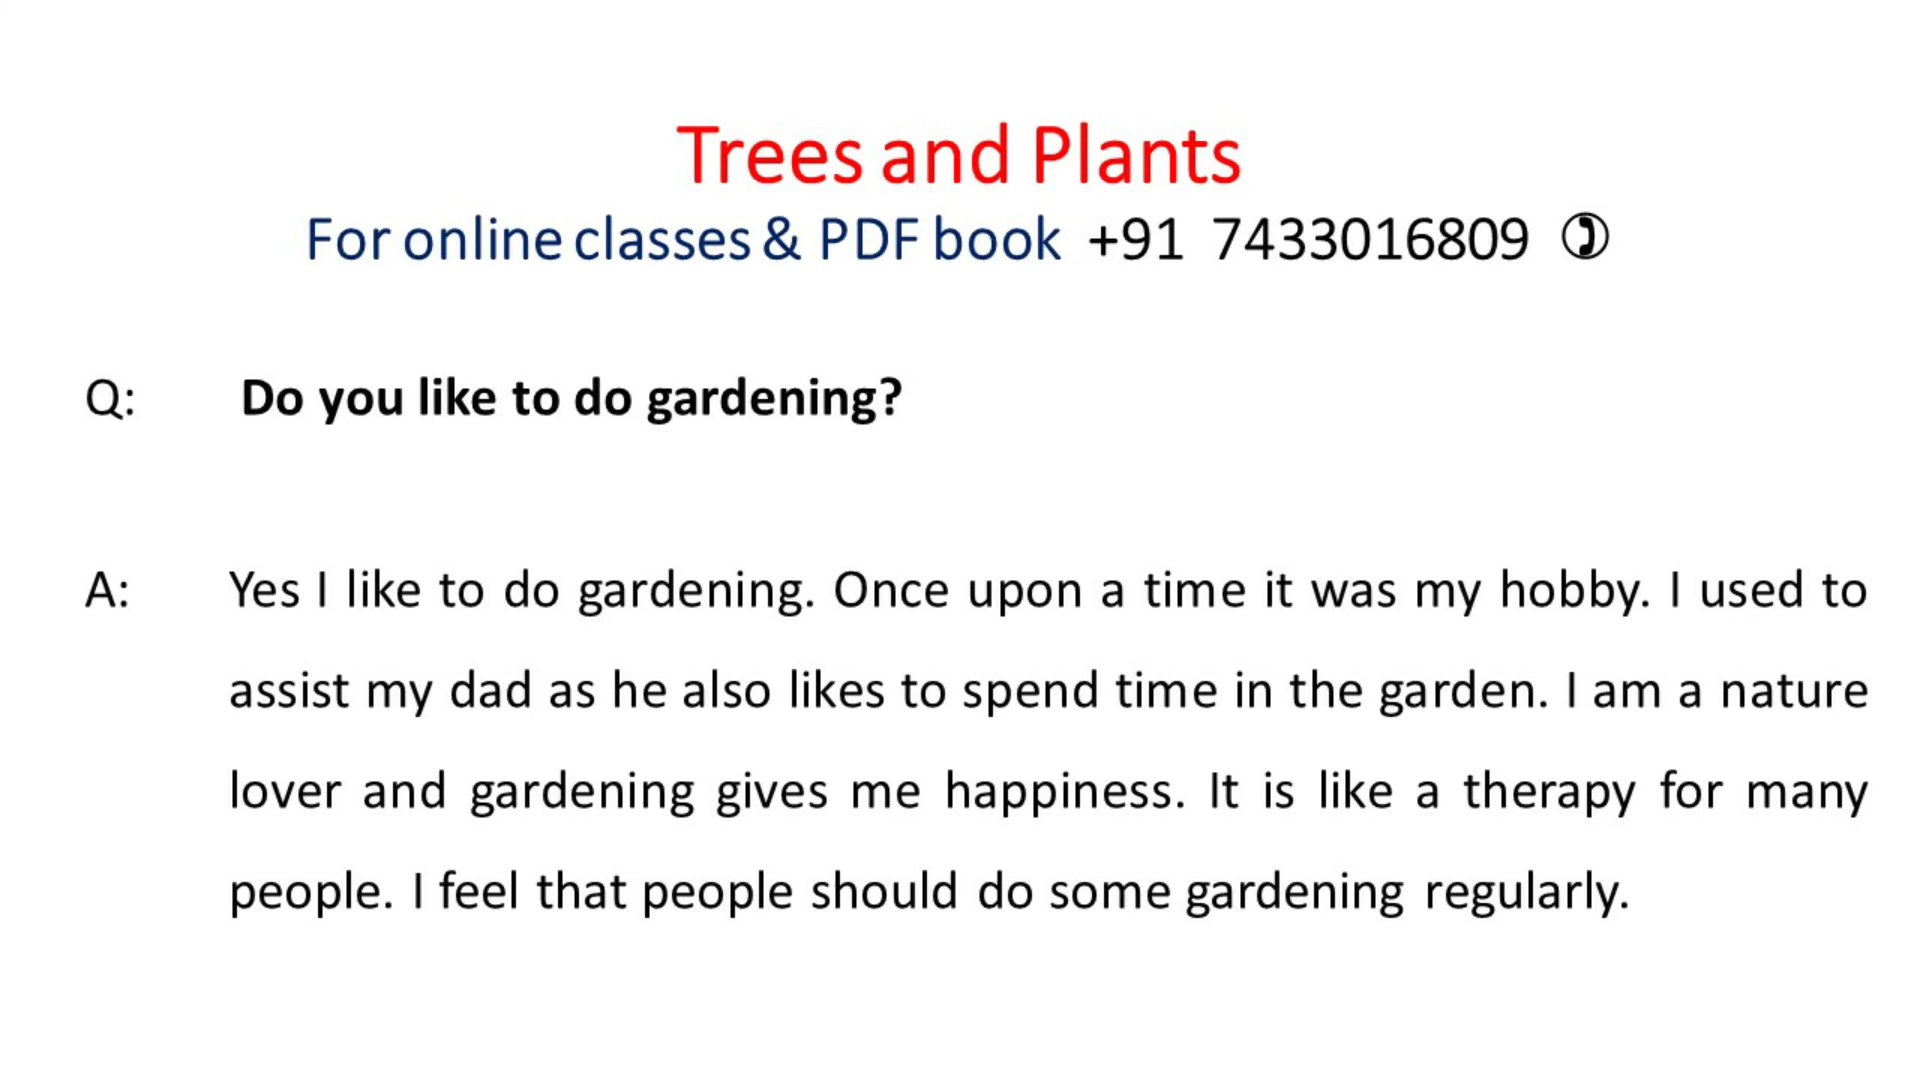 Trees and Plants
For online classes & PDF book +91 7433016809 ✆
Q: Do you like to do gardening?
A: Yes I like to do gardening. Once upon a time it was my hobby. I used to
assist my dad as he also likes to spend time in the garden. I am a nature
lover and gardening gives me happiness. It is like a therapy for many
people. I feel that people should do some gardening regularly.